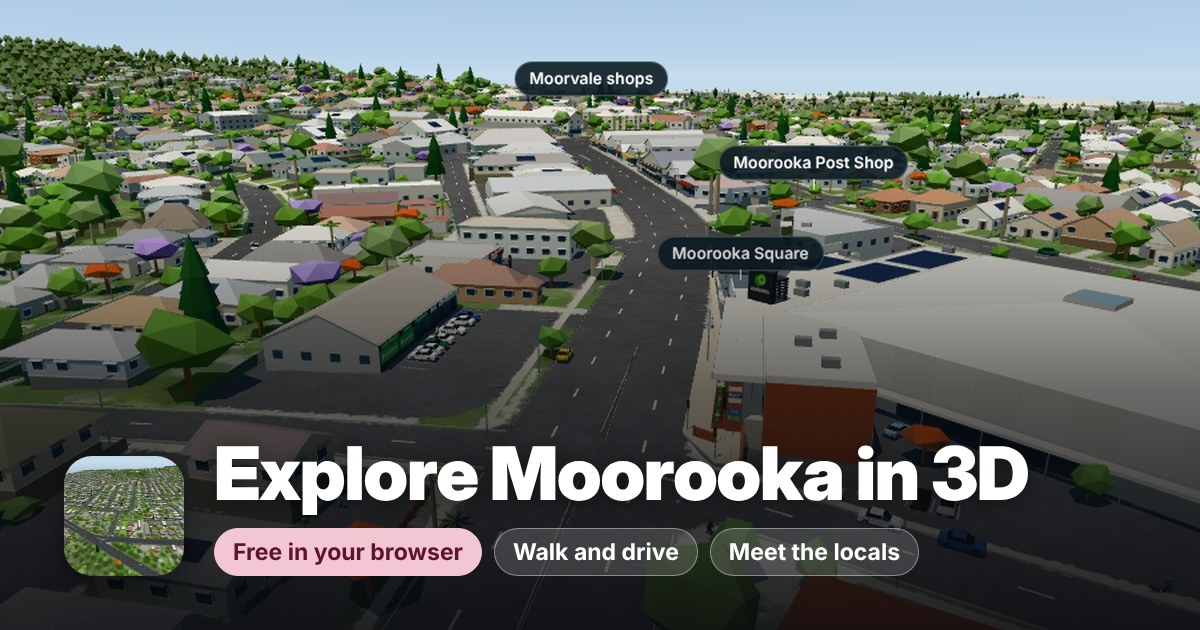 Moorvale shops
Moorooka Post Shop
Moorooka Square
Explore Moorooka in 3D
Free in your browser
Walk and drive
Meet the locals